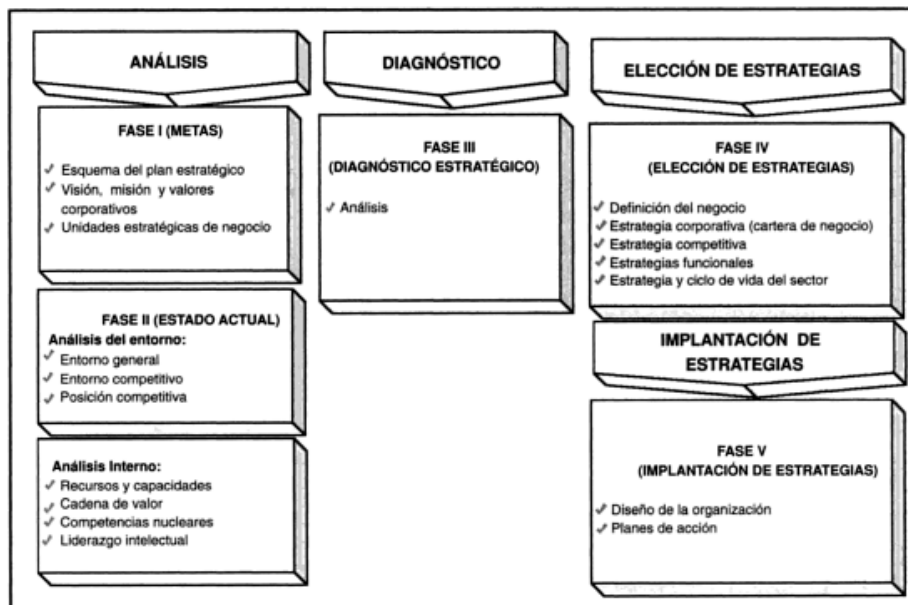 ANÁLISIS
FASE I (METAS)
Esquema del plan estratégico
Visión, misión y valores
corporativos
Unidades estratégicas de negocio
FASE II (ESTADO ACTUAL)
Análisis del entorno:
Entorno general
Entorno competitivo
Posición competitiva
Análisis Interno:
Recursos y capacidades
Cadena de valor
Competencias nucleares
Liderazgo intelectual
DIAGNÓSTICO
FASE III
(DIAGNÓSTICO ESTRATÉGICO)
Análisis
ELECCIÓN DE ESTRATEGIAS
FASE IV
(ELECCIÓN DE ESTRATEGIAS)
Definición del negocio
Estrategia corporativa (cartera de negocio)
Estrategia competitiva
Estrategias funcionales
Estrategia y ciclo de vida del sector
IMPLANTACIÓN DE
ESTRATEGIAS
FASE V
(IMPLANTACIÓN DE ESTRATEGIAS)
Diseño de la organización
Planes de acción